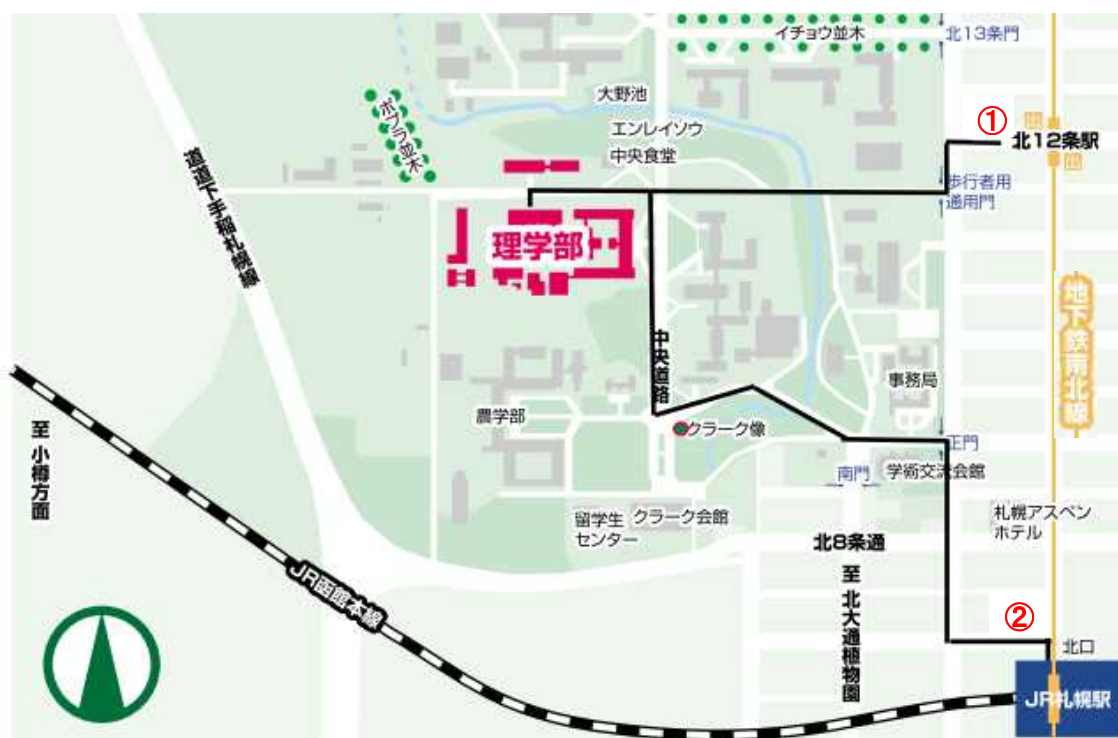 イチョウ並木
北13条門
大野池
ポプラ並木
エンレイソウ
中央食堂
①
出
北12条駅
出
歩行者用
通用門
道道下手稲札幌線
理学部
地下鉄南北線
中央道路
事務局
農学部
クラーク像
正門
南門
学術交流会館
至 小樽方面
留学生
センター
クラーク会館
札幌アスペン
ホテル
北8条通
至 北大通植物園
JR函館本線
②
北口
JR札幌駅